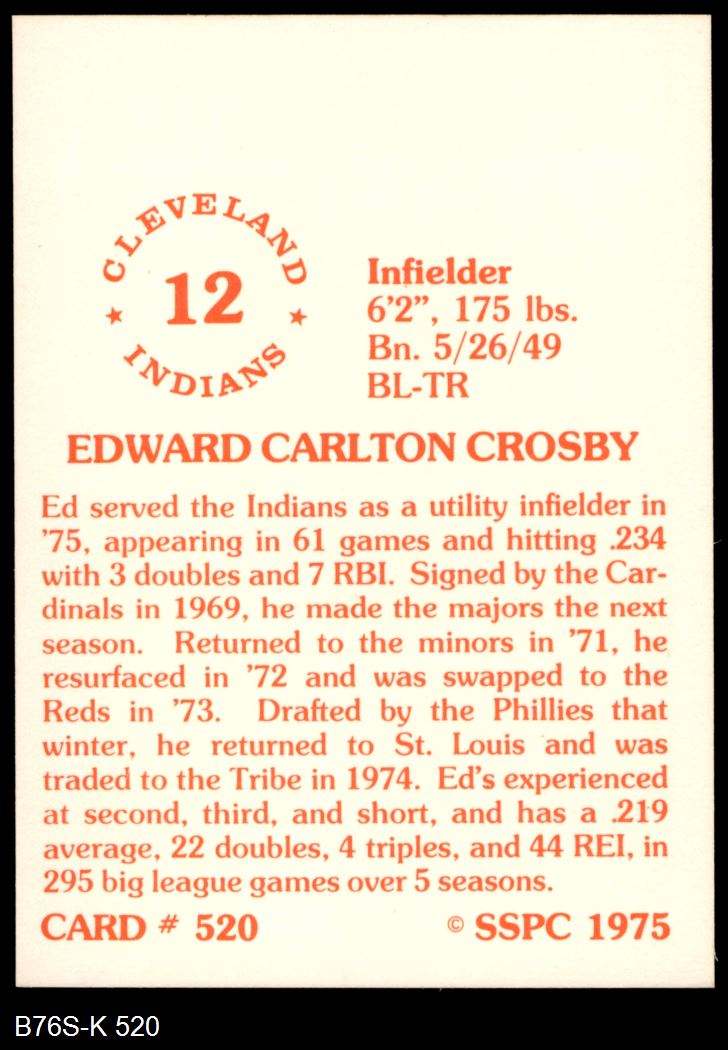 CLEVELAND
12
INDIANS
Infielder
6'2", 175 lbs.
Bn. 5/26/49
BL-TR
EDWARD CARLTON CROSBY
Ed served the Indians as a utility infielder in
'75, appearing in 61 games and hitting .234
with 3 doubles and 7 RBI. Signed by the Car-
dinals in 1969, he made the majors the next
season. Returned to the minors in '71, he
resurfaced in '72 and was swapped to the
Reds in '73. Drafted by the Phillies that
winter, he returned to St. Louis and was
traded to the Tribe in 1974. Ed's experienced
at second, third, and short, and has a .219
average, 22 doubles, 4 triples, and 44 REI, in
295 big league games over 5 seasons.
CARD # 520 © SSPC 1975
B76S-K 520